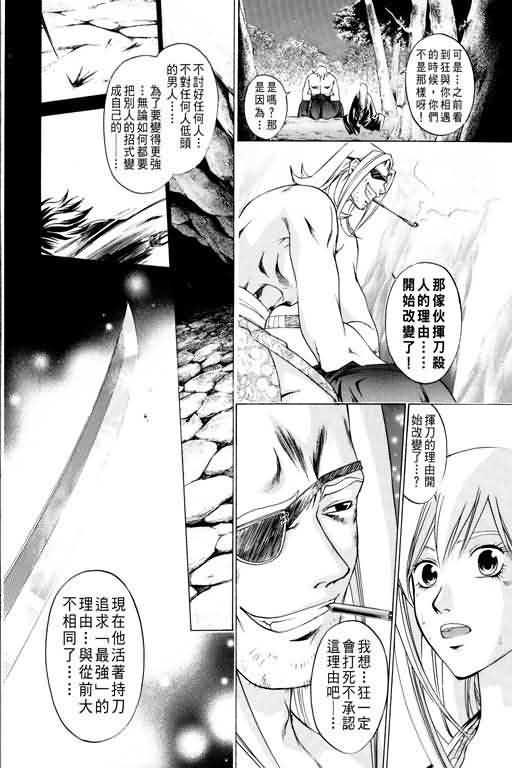 可是…之前看
到狂與你相遇
的時候，你們
不是那樣呀！
是嗎？那
是因為…
那傢伙揮刀殺
人的理由……
開始改變了！
揮刀的理由開
始改變了…？
我想…狂一定
會打死不承認
這理由吧──
不討好任何人…
不對任何人低頭
的男人……
為了要變得更強
…無論如何都要
把別人的招式變
成自己的…
現在他活著持刀
追求「最強」的
理由…與從前大
不相同了……